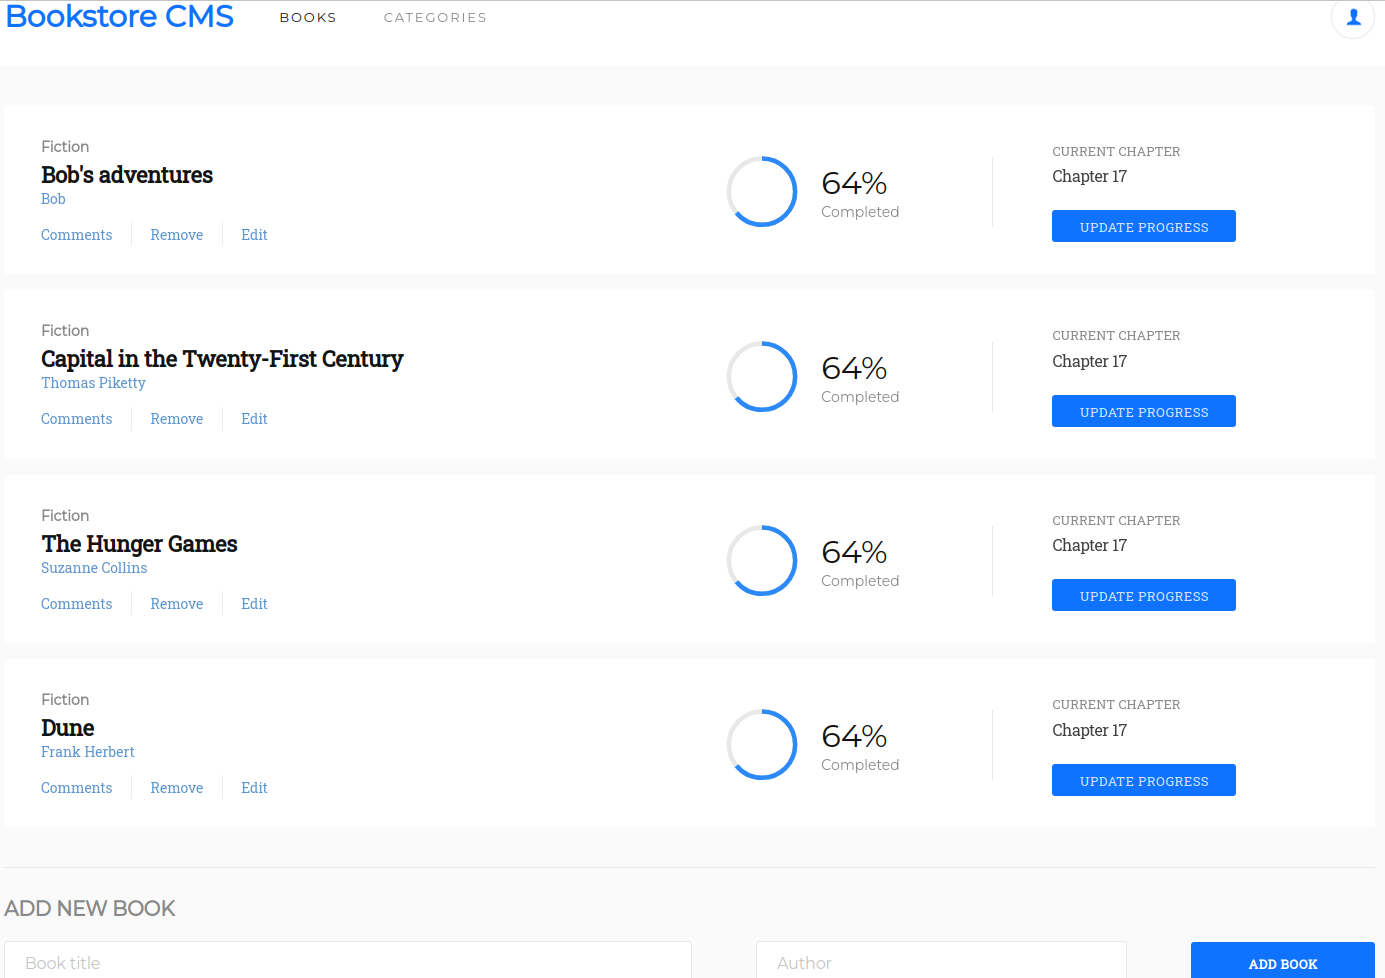 Bookstore CMS BOOKS CATEGORIES
Fiction
Bob's adventures
Bob
Comments Remove Edit
64%
Completed
CURRENT CHAPTER
Chapter 17
UPDATE PROGRESS
Fiction
Capital in the Twenty-First Century
Thomas Piketty
Comments Remove Edit
64%
Completed
CURRENT CHAPTER
Chapter 17
UPDATE PROGRESS
Fiction
The Hunger Games
Suzanne Collins
Comments Remove Edit
64%
Completed
CURRENT CHAPTER
Chapter 17
UPDATE PROGRESS
Fiction
Dune
Frank Herbert
Comments Remove Edit
64%
Completed
CURRENT CHAPTER
Chapter 17
UPDATE PROGRESS
ADD NEW BOOK
Book title Author ADD BOOK